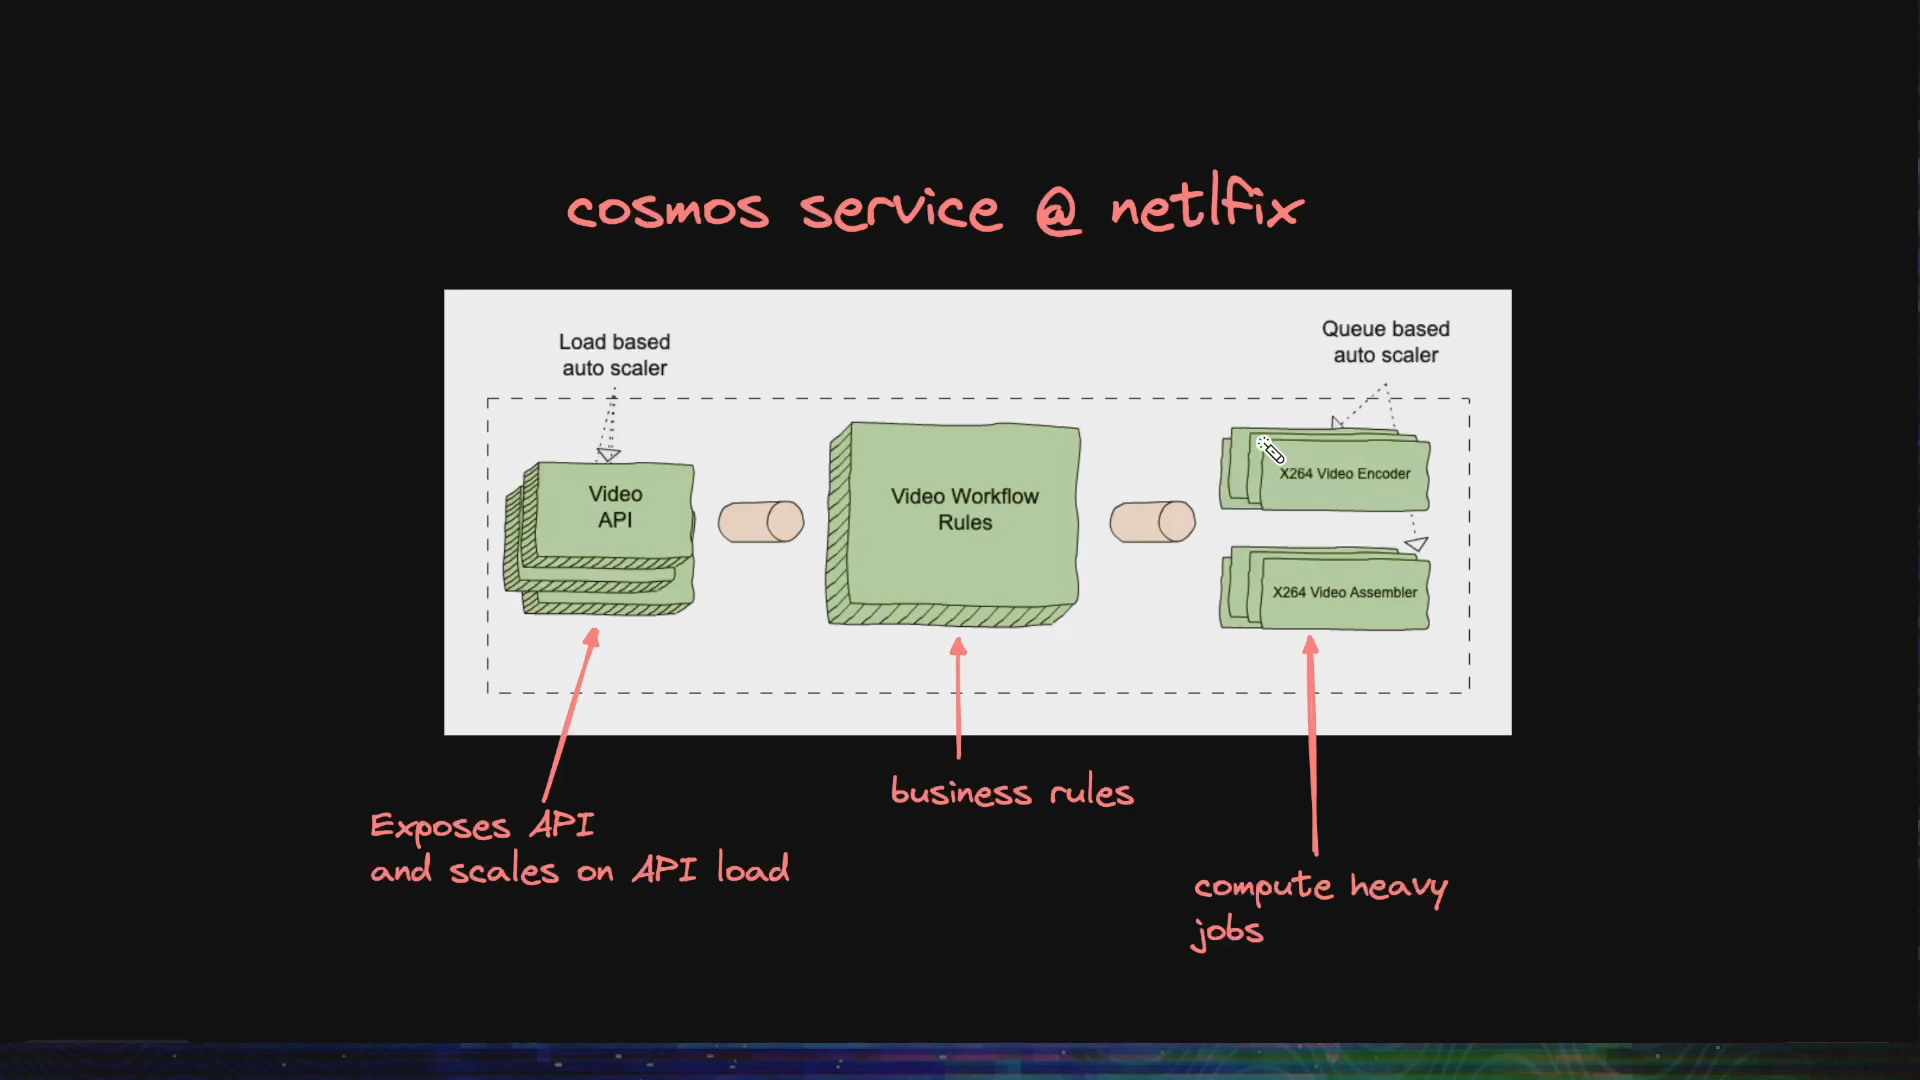 cosmos service @ netlfix
Load based
auto scaler
Queue based
auto scaler
Video
API
Video Workflow
Rules
X264 Video Encoder
X264 Video Assembler
Exposes API
and scales on API load
business rules
compute heavy
jobs